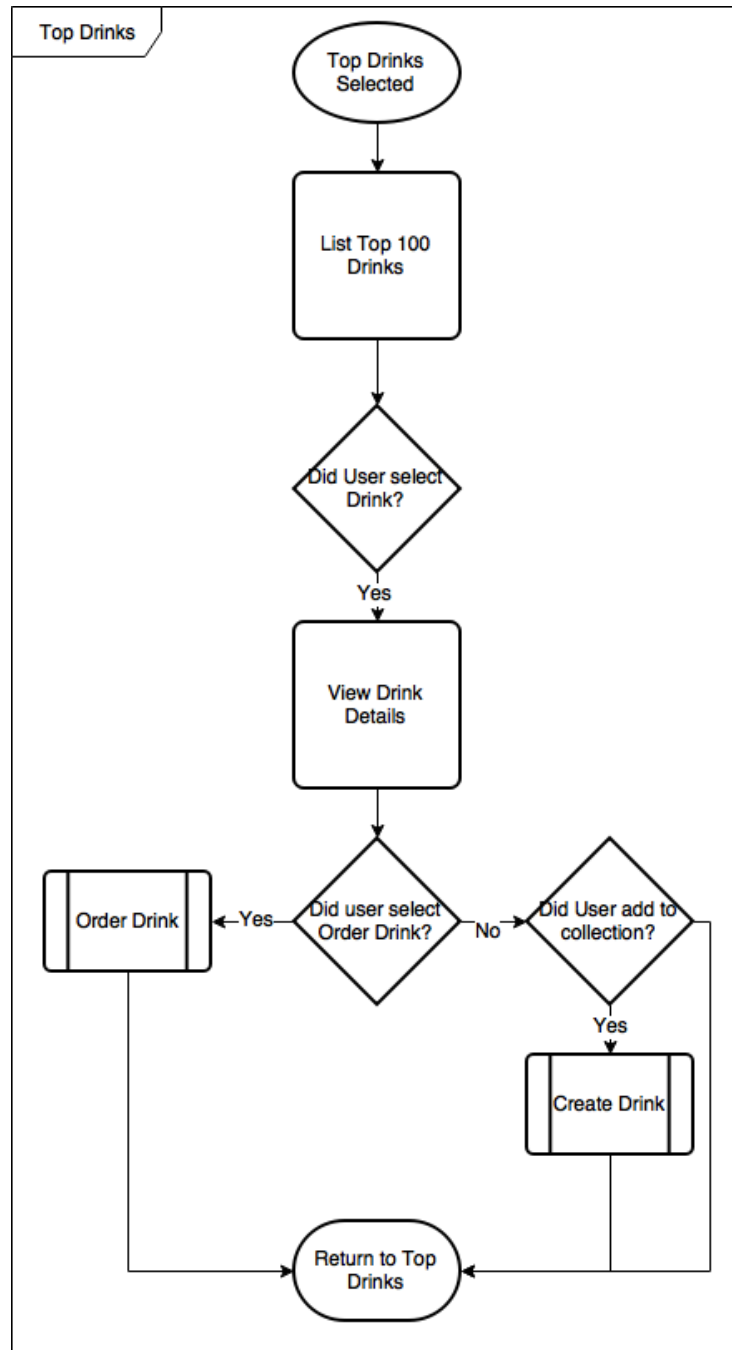 Top Drinks
Top Drinks
Selected
List Top 100
Drinks
Did User select
Drink?
Yes
View Drink
Details
Order Drink
Yes
Did user select
Order Drink?
No
Did User add to
collection?
Yes
Create Drink
Return to Top
Drinks